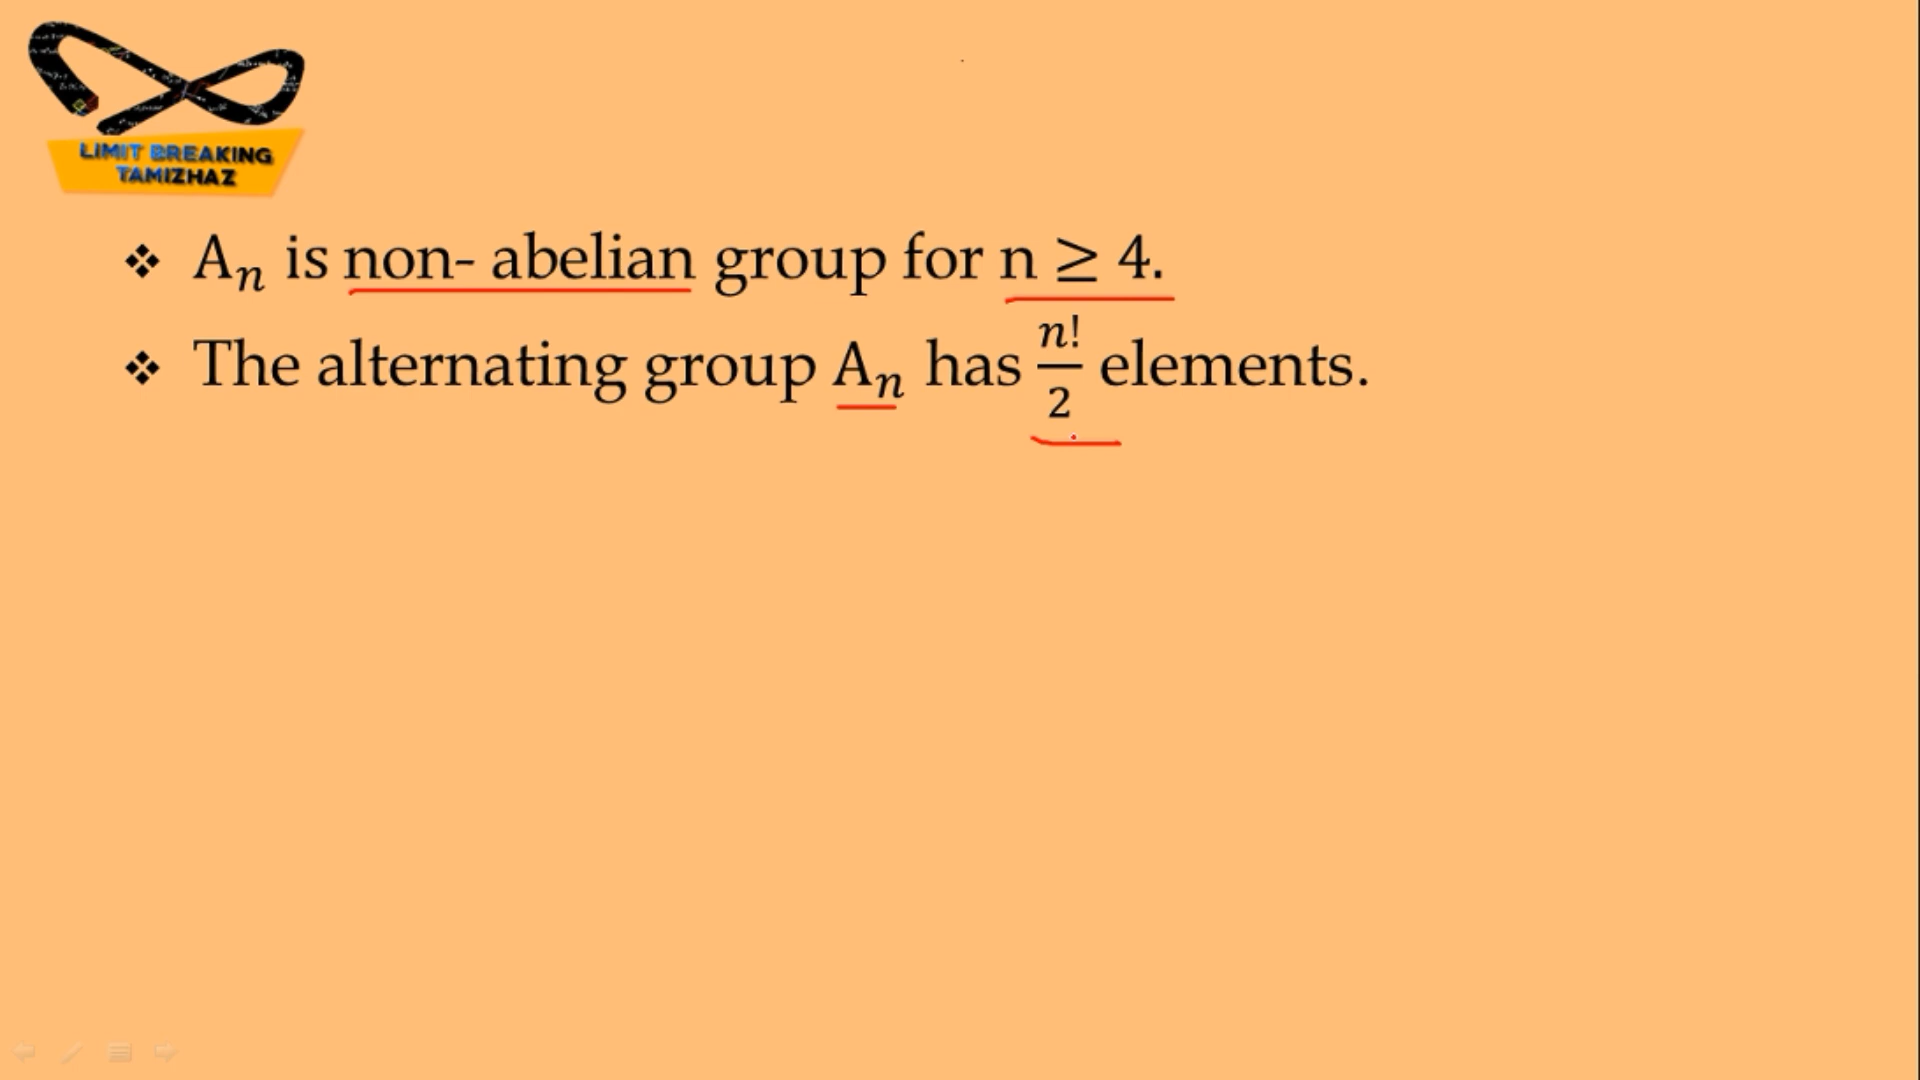 LIMIT BREAKING
TAMIZHAZ
❖ Aₙ is non- abelian group for n ≥ 4.
❖ The alternating group Aₙ has n!/2 elements.